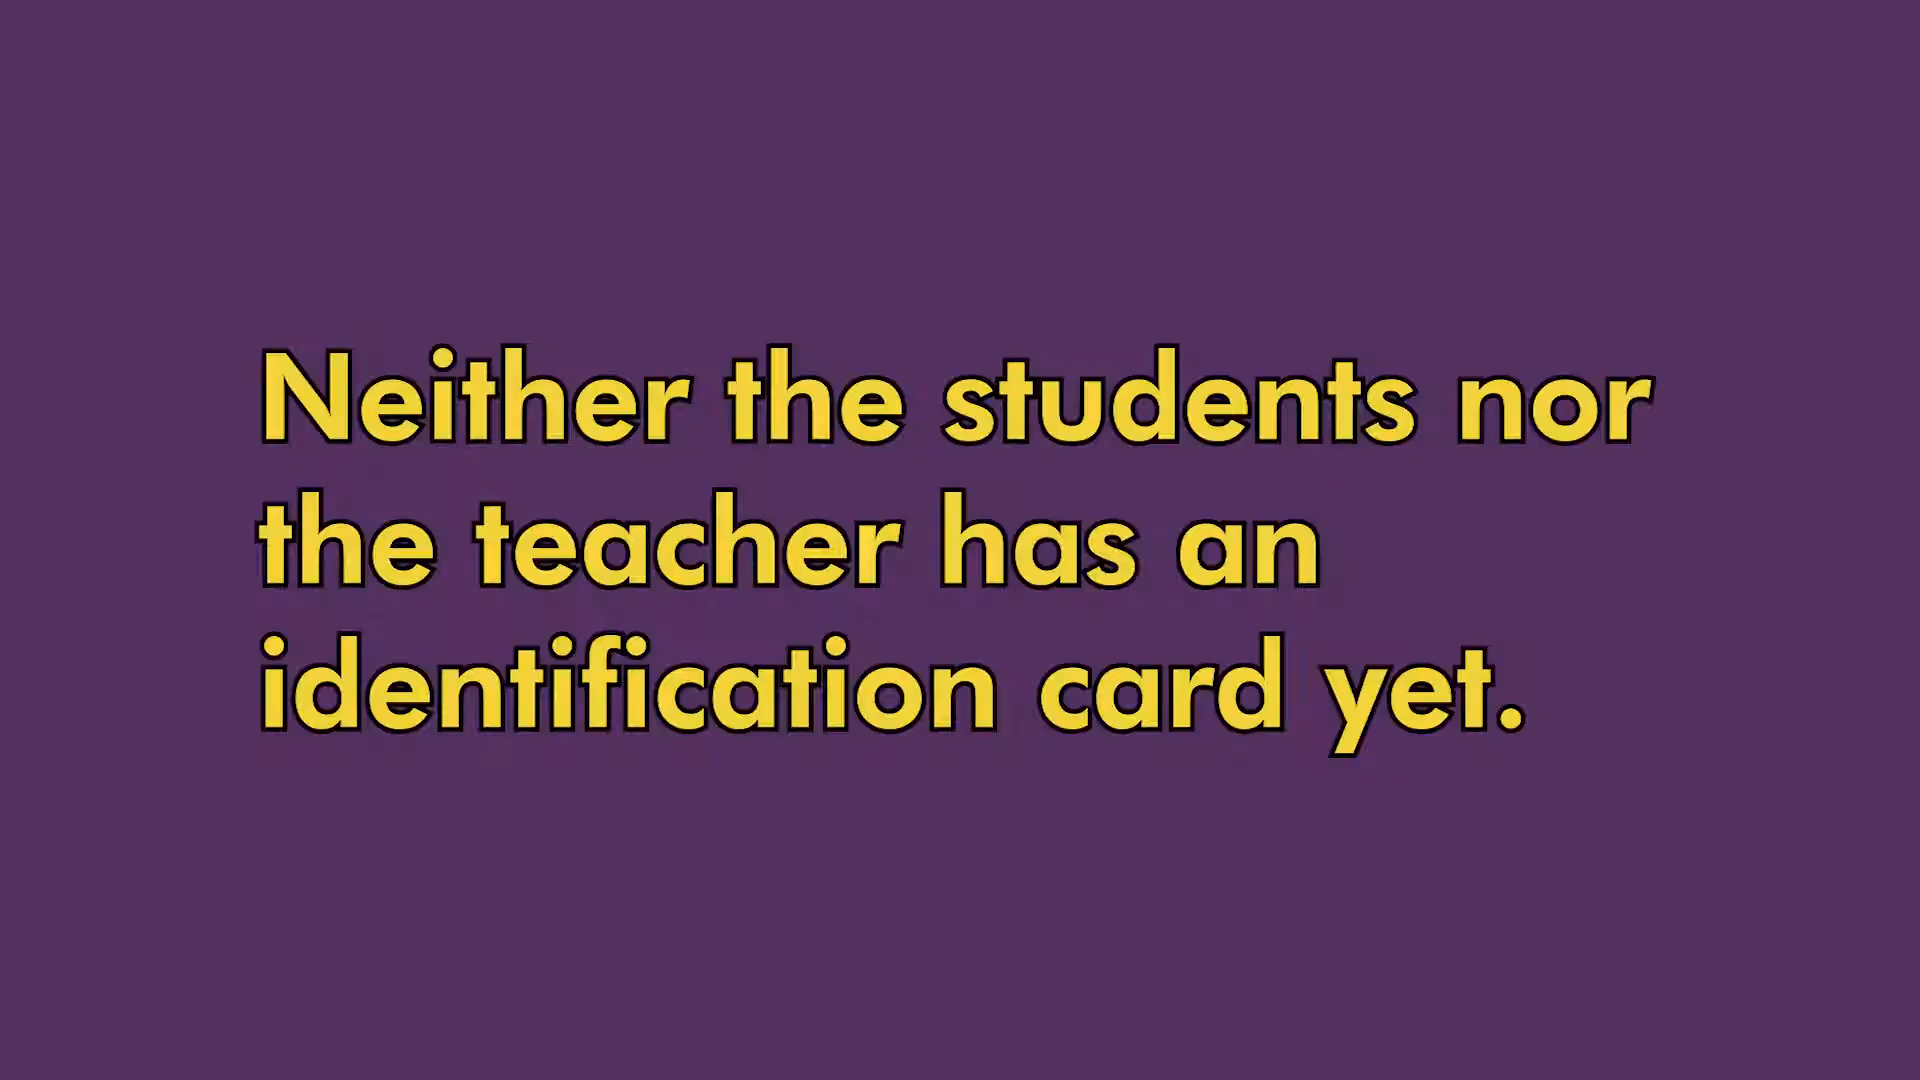 Neither the students nor
the teacher has an
identification card yet.